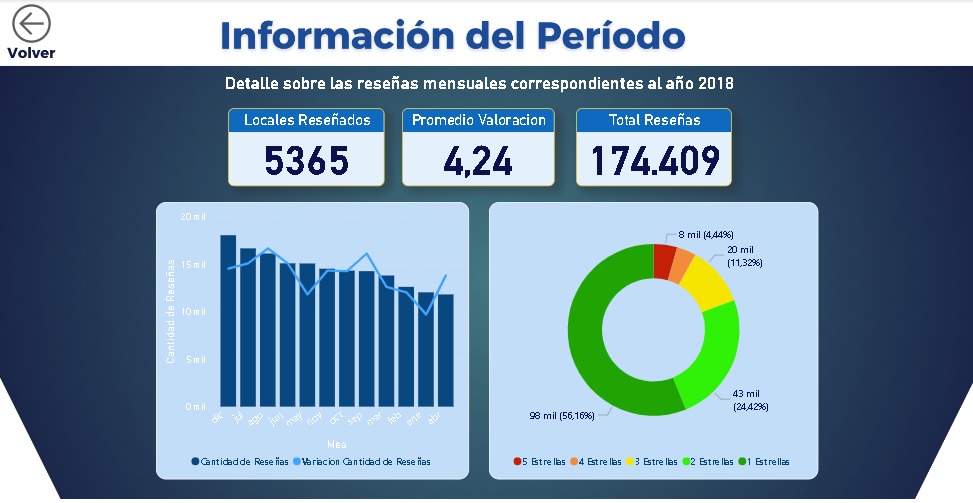 Volver
Información del Período
Detalle sobre las reseñas mensuales correspondientes al año 2018
Locales Reseñados
5365
Promedio Valoracion
4,24
Total Reseñas
174.409
20 mil
15 mil
10 mil
5 mil
0 mil
Cantidad de Reseñas
dic
jul
ago
jun
may
nov
oct
sep
mar
feb
ene
abr
Mes
Cantidad de Reseñas
Variacion Cantidad de Reseñas
8 mil (4,44%)
20 mil
(11,32%)
43 mil
(24,42%)
98 mil (56,16%)
5 Estrellas
4 Estrellas
3 Estrellas
2 Estrellas
1 Estrellas